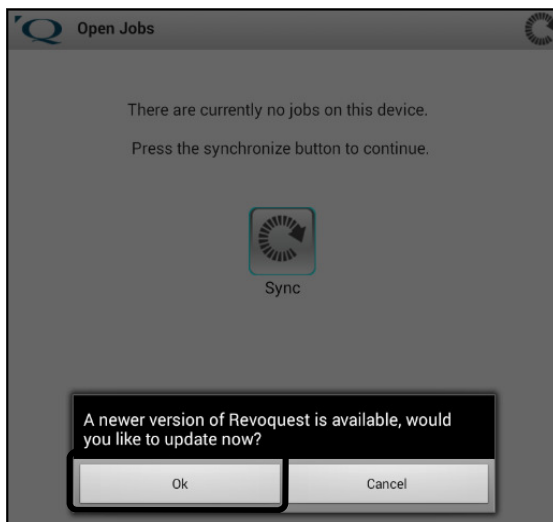 Q Open Jobs
There are currently no jobs on this device.
Press the synchronize button to continue.
Sync
A newer version of Revoquest is available, would
you like to update now?
Ok Cancel